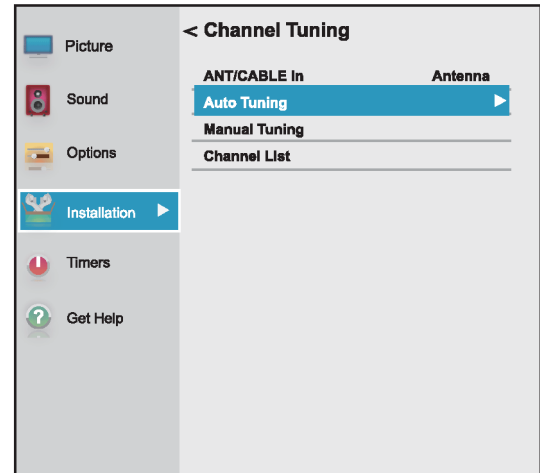 Picture
Sound
Options
Installation
Timers
Get Help
< Channel Tuning
ANT/CABLE In Antenna
Auto Tuning
Manual Tuning
Channel List